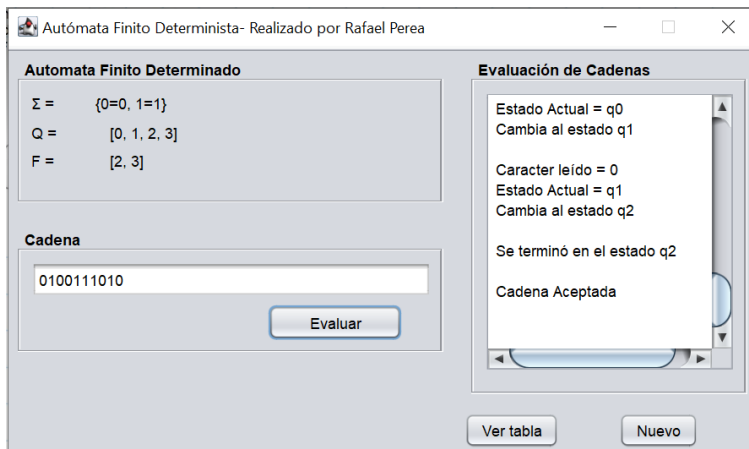 Autómata Finito Determinista- Realizado por Rafael Perea
Automata Finito Determinado
Σ = {0=0, 1=1}
Q = [0, 1, 2, 3]
F = [2, 3]
Cadena
0100111010
Evaluar
Evaluación de Cadenas
Estado Actual = q0
Cambia al estado q1
Caracter leído = 0
Estado Actual = q1
Cambia al estado q2
Se terminó en el estado q2
Cadena Aceptada
Ver tabla
Nuevo